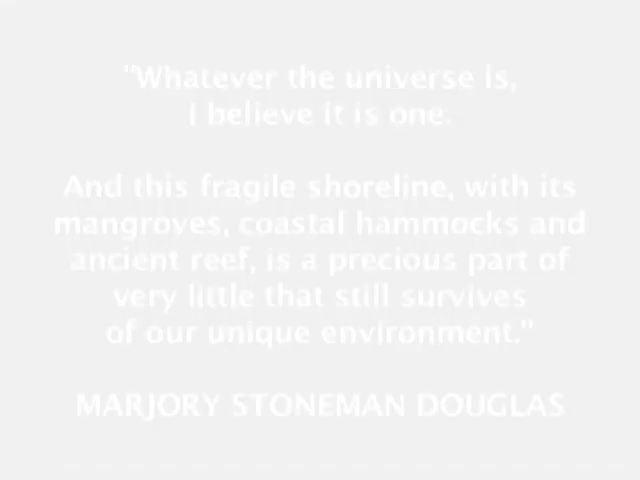 "Whatever the universe is,
I believe it is one.
And this fragile shoreline, with its
mangroves, coastal hammocks and
ancient reef, is a precious part of
very little that still survives
of our unique environment."
MARJORY STONEMAN DOUGLAS